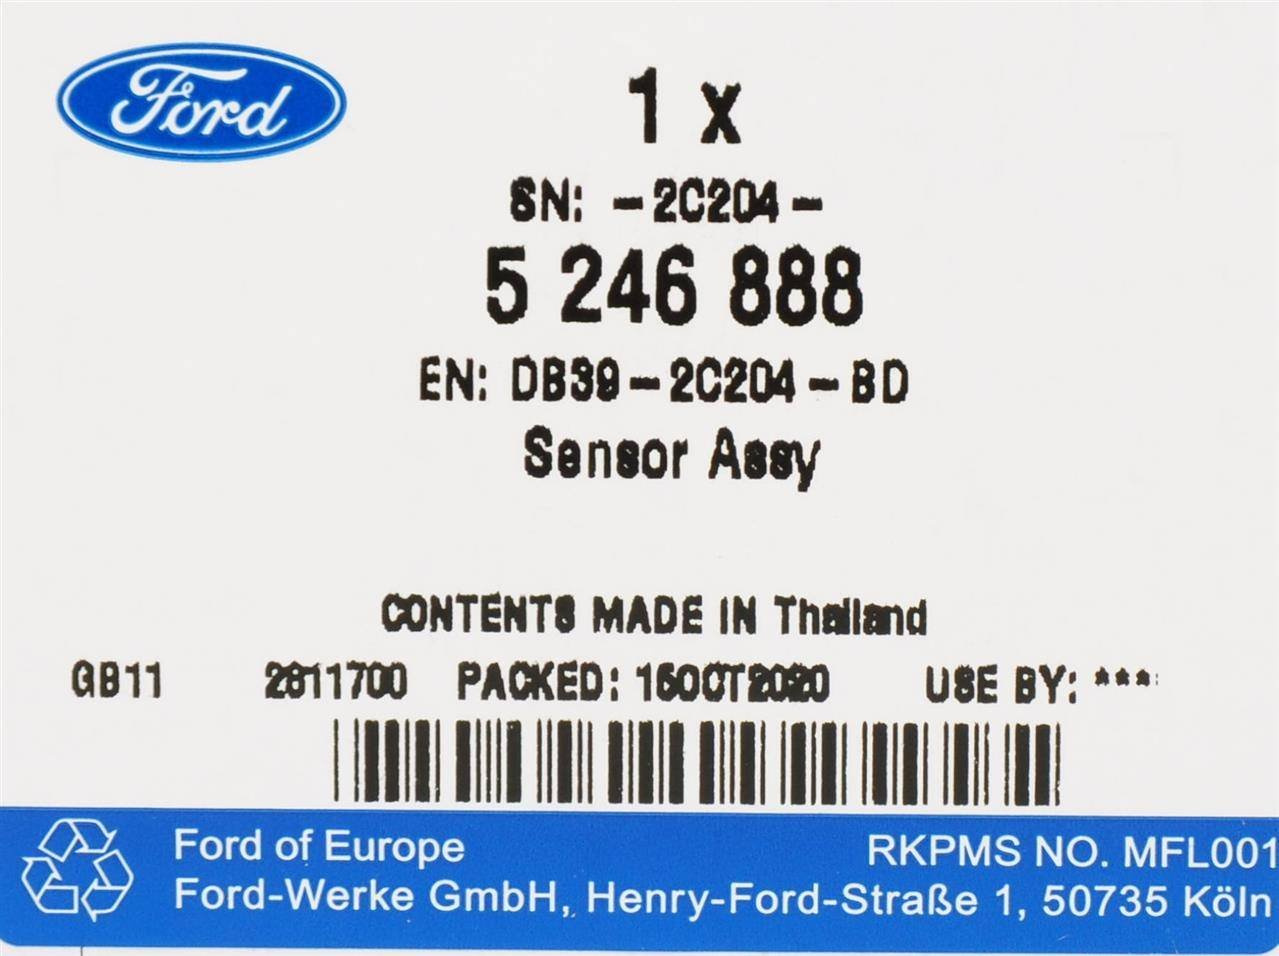 Ford
1 x
SN: -2C204-
5 246 888
EN: DB39-2C204-BD
Sensor Assy
CONTENTS MADE IN Thailand
GB11 2811700 PACKED: 15OCT2020 USE BY: ***
Ford of Europe RKPMS NO. MFL001
Ford-Werke GmbH, Henry-Ford-Straße 1, 50735 Köln